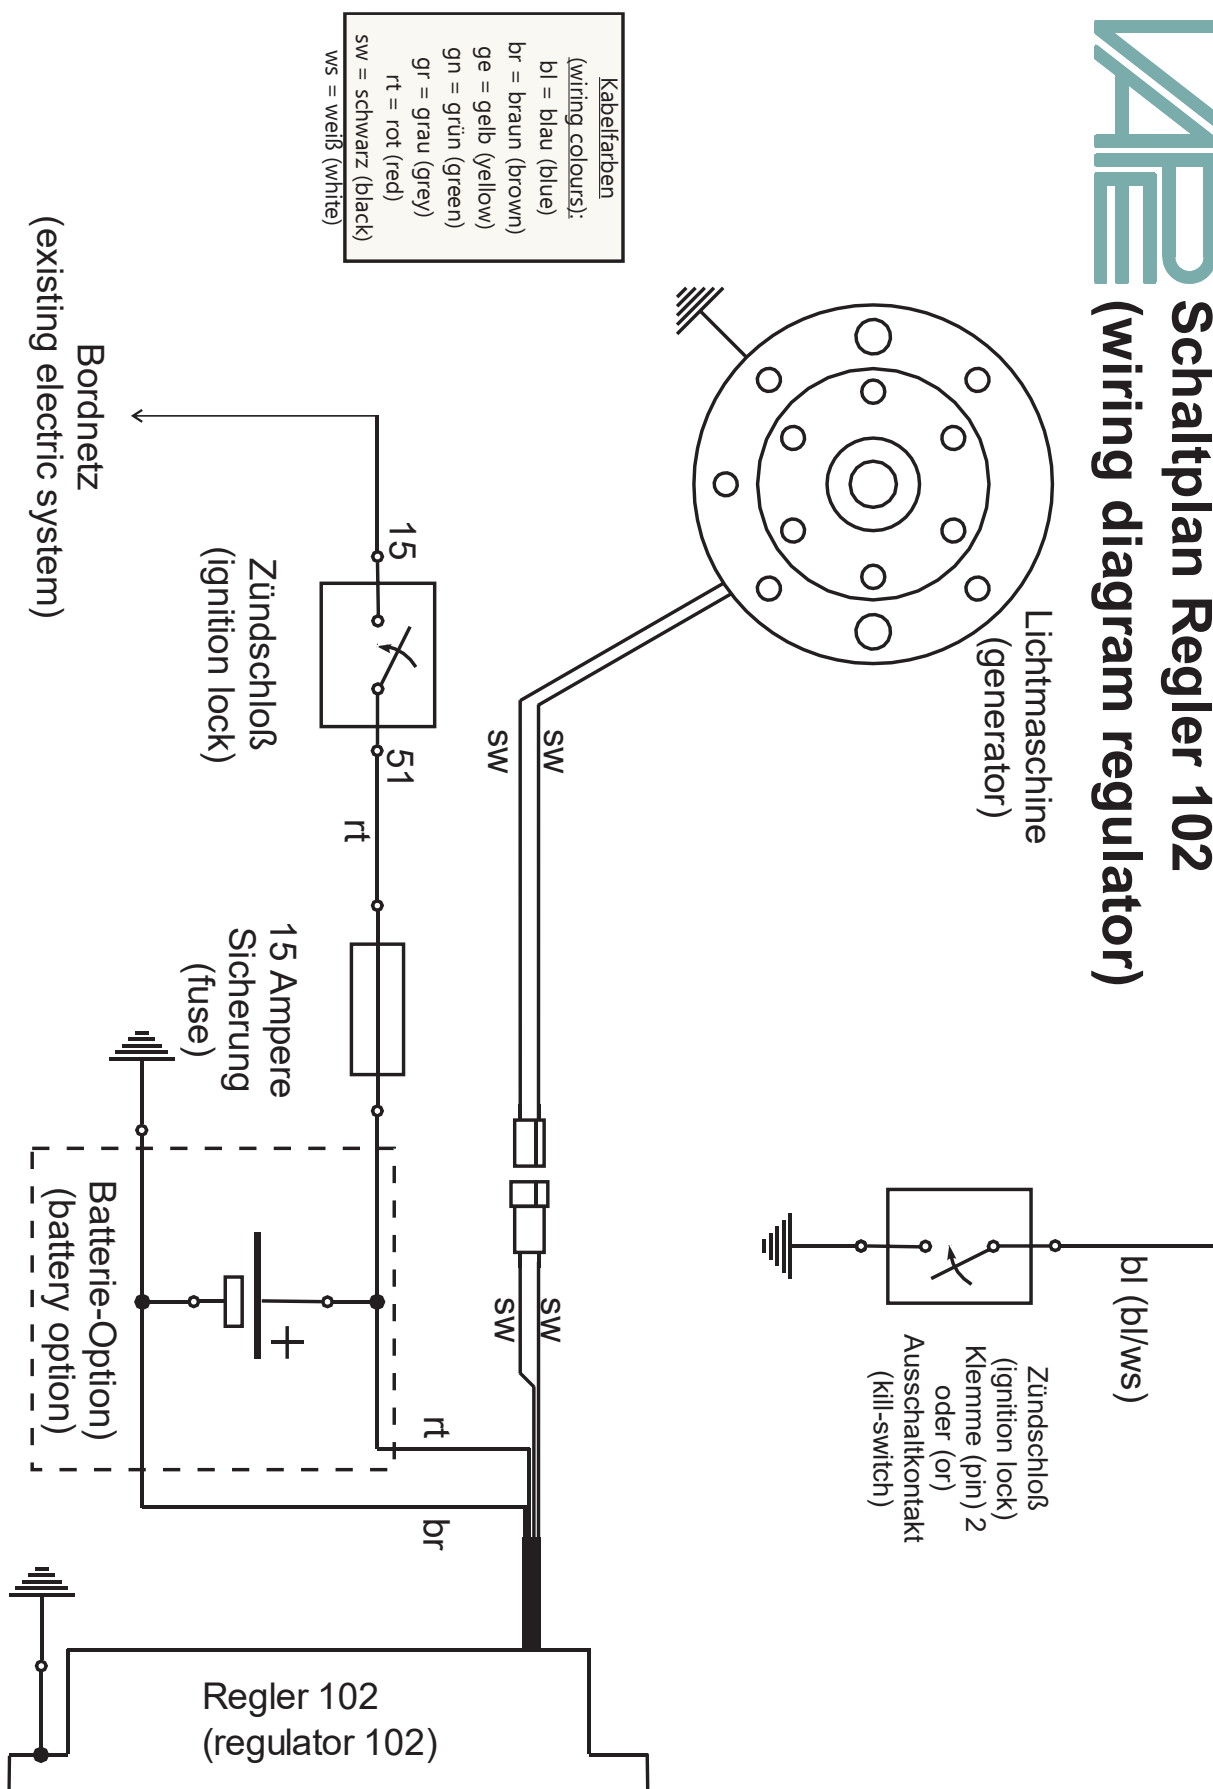 VAPE
Schaltplan Regler 102
(wiring diagram regulator)
Kabelfarben
(wiring colours):
bl = blau (blue)
br = braun (brown)
ge = gelb (yellow)
gn = grün (green)
gr = grau (grey)
rt = rot (red)
sw = schwarz (black)
ws = weiß (white)
Lichtmaschine
(generator)
sw
sw
Bordnetz
(existing electric system)
15
Zündschloß
(ignition lock)
51
rt
15 Ampere
Sicherung
(fuse)
bl (bl/ws)
Zündschloß
(ignition lock)
Klemme (pin) 2
oder (or)
Ausschaltkontakt
(kill-switch)
sw
sw
+
Batterie-Option)
(battery option)
rt
br
Regler 102
(regulator 102)